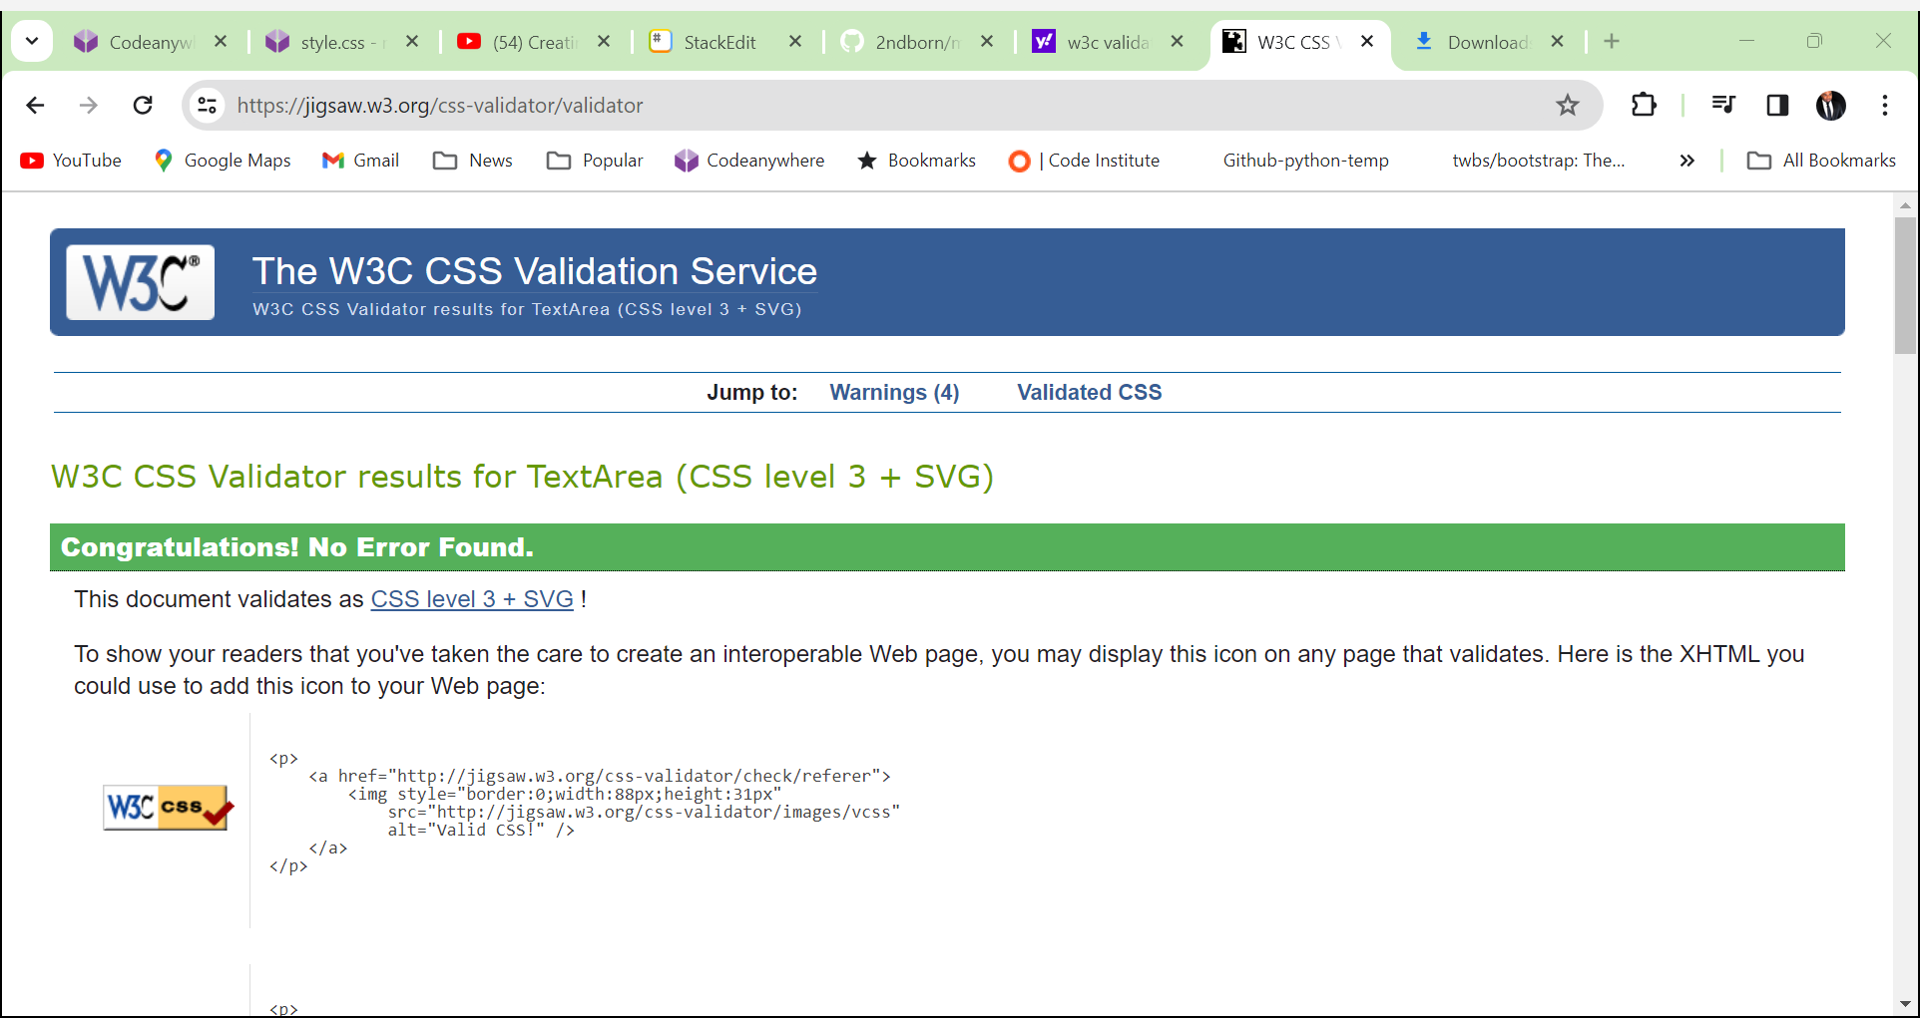 Codeanyw
style.css - 
(54) Creati
StackEdit
2ndborn/m
w3c valida
W3C CSS V
Download
https://jigsaw.w3.org/css-validator/validator
YouTube
Google Maps
Gmail
News
Popular
Codeanywhere
Bookmarks
| Code Institute
Github-python-temp
twbs/bootstrap: The...
»
All Bookmarks
W3C®
The W3C CSS Validation Service
W3C CSS Validator results for TextArea (CSS level 3 + SVG)
Jump to: Warnings (4) Validated CSS
W3C CSS Validator results for TextArea (CSS level 3 + SVG)
Congratulations! No Error Found.
This document validates as CSS level 3 + SVG !
To show your readers that you've taken the care to create an interoperable Web page, you may display this icon on any page that validates. Here is the XHTML you
could use to add this icon to your Web page:
W3C css
<p>
<a href="http://jigsaw.w3.org/css-validator/check/referer">
<img style="border:0;width:88px;height:31px"
src="http://jigsaw.w3.org/css-validator/images/vcss"
alt="Valid CSS!" />
</a>
</p>
<p>